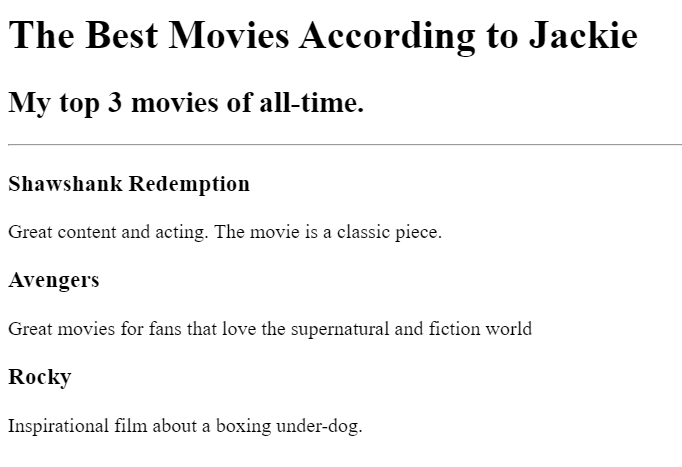 The Best Movies According to Jackie
My top 3 movies of all-time.
Shawshank Redemption
Great content and acting. The movie is a classic piece.
Avengers
Great movies for fans that love the supernatural and fiction world
Rocky
Inspirational film about a boxing under-dog.